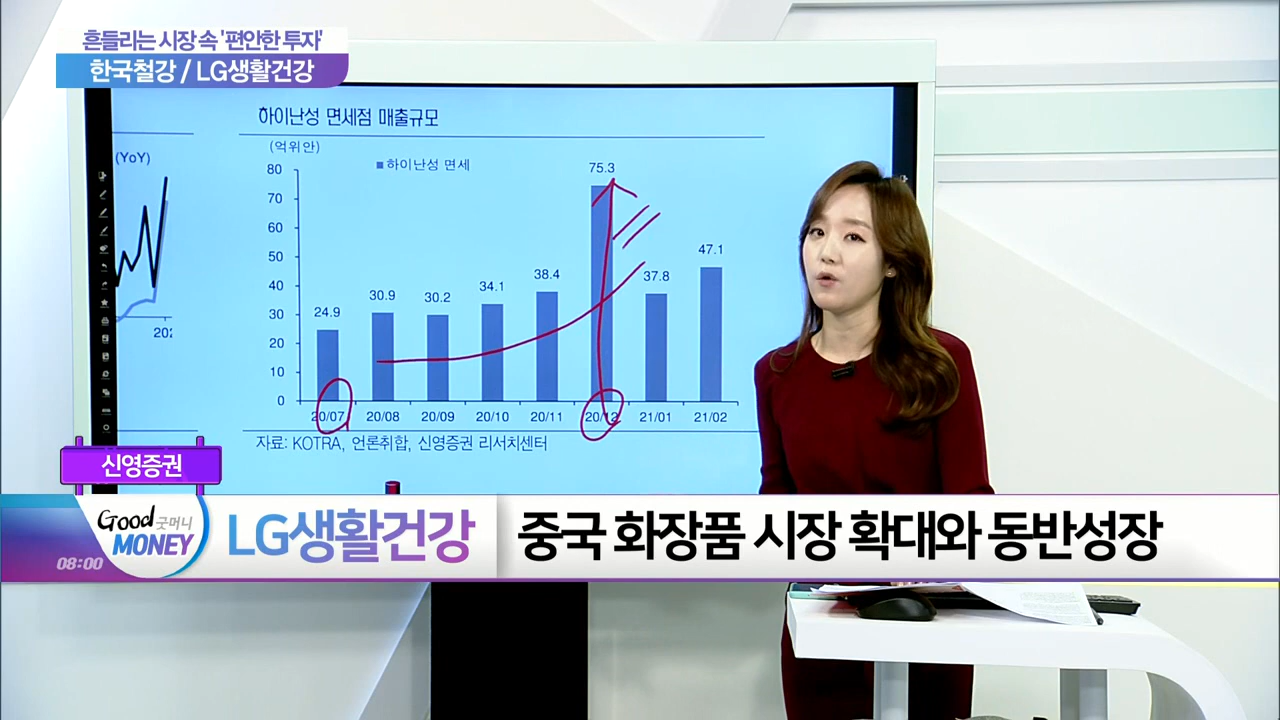 흔들리는 시장 속 '편안한 투자'
한국철강 / LG생활건강
하이난성 면세점 매출규모
(YoY)
(억위안)
■하이난성 면세
80
70
60
50
40
30
20
10
0
24.9
30.9
30.2
34.1
38.4
75.3
37.8
47.1
20/07 20/08 20/09 20/10 20/11 20/12 21/01 21/02
자료: KOTRA, 언론취합, 신영증권 리서치센터
신영증권
Good 굿머니
MONEY
08:00
LG생활건강
중국 화장품 시장 확대와 동반성장